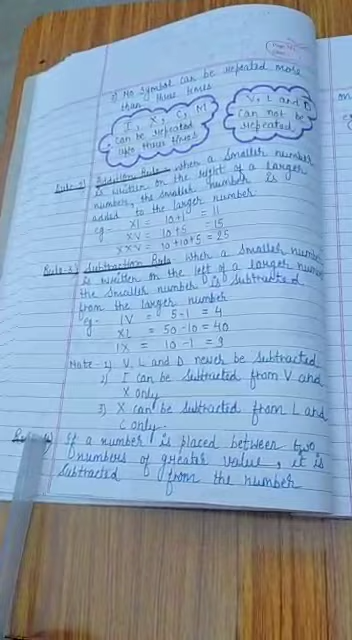 2) No symbol can be repeated more
than three times
I, X, C, M
can be repeated
upto three times
V, L and D
can not be
repeated
Rule-2) Addition Rule - When a smaller number
is written on the right of a larger
number, the smaller number is
added to the larger number.
eg - XI = 10+1 = 11
XV = 10+5 = 15
XXV = 10+10+5 = 25
Subtraction Rule - When a smaller number
is written on the left of a larger number
the smaller number is subtracted
from the larger number
eg - IV = 5-1 = 4
XL = 50-10 = 40
IX = 10-1 = 9
Note - 1) V, L and D never be subtracted
2) I can be subtracted from V and
X only
3) X can be subtracted from L and
C only.
If a number is placed between two
numbers of greater value, it is
subtracted from the number